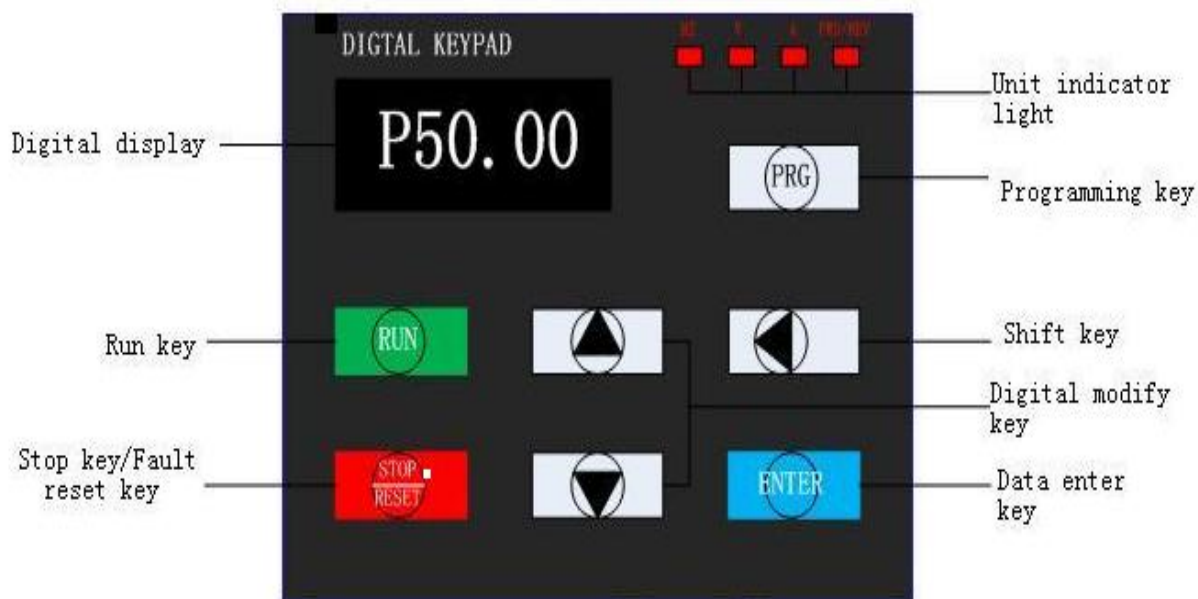 DIGTAL KEYPAD
HZ V A FWD/REV
Unit indicator
light
Digital display
P50.00
PRG
Programming key
Run key
RUN
Shift key
Digital modify
key
Stop key/Fault
reset key
STOP
RESET
ENTER
Data enter
key